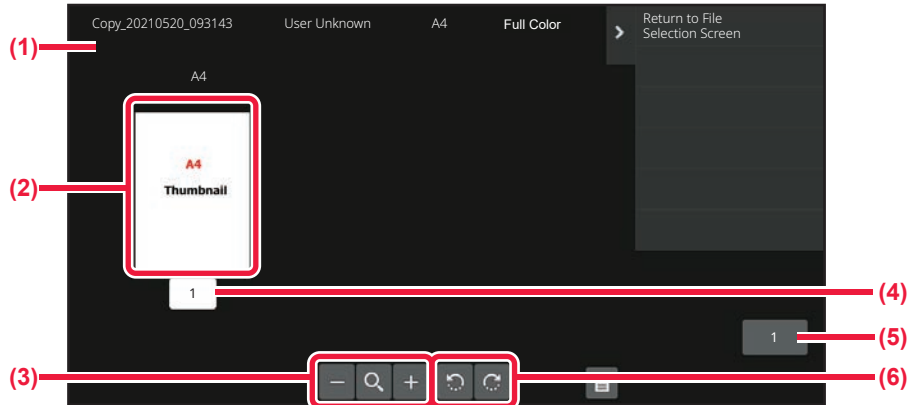 Copy_20210520_093143 User Unknown A4 Full Color
Return to File
Selection Screen
(1)
A4
(2)
A4
Thumbnail
1
(4)
1
(5)
(3)
(6)